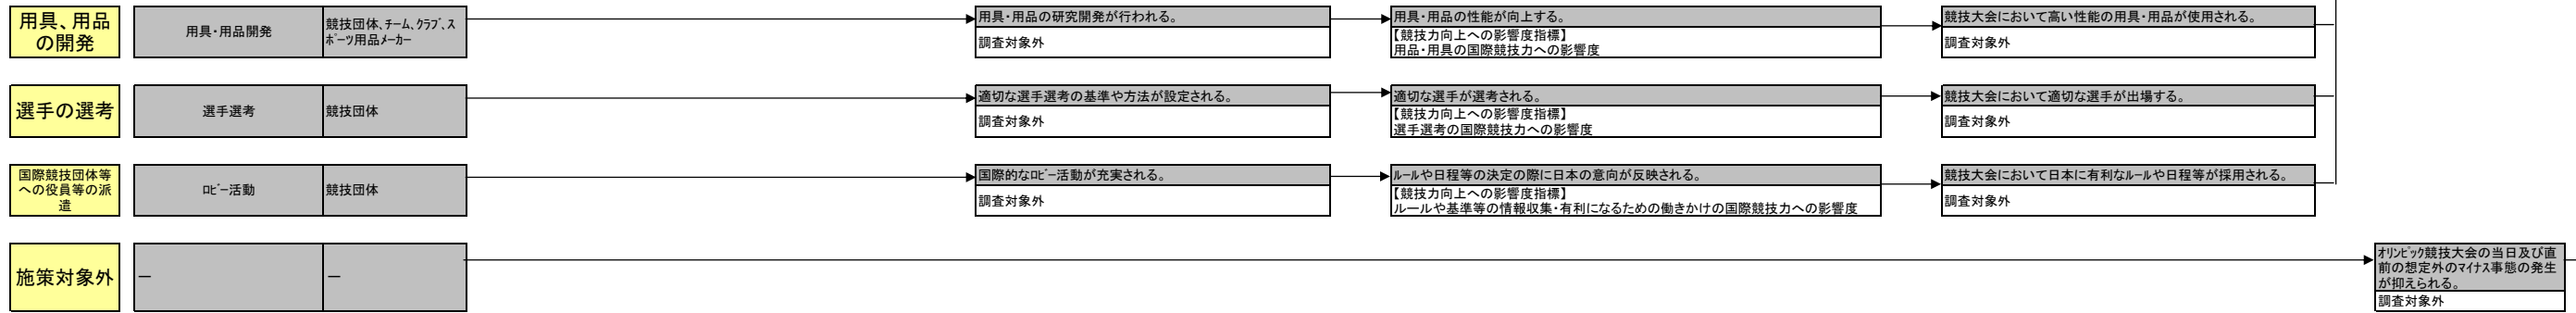 用具、用品
の開発
用具・用品開発
競技団体、ﾁｰﾑ、ｸﾗﾌﾞ、ス
ﾎﾟｰﾂ用品ﾒｰｶｰ
用具・用品の研究開発が行われる。
調査対象外
用具・用品の性能が向上する。
【競技力向上への影響度指標】
用品・用具の国際競技力への影響度
競技大会において高い性能の用具・用品が使用される。
調査対象外
選手の選考
選手選考
競技団体
適切な選手選考の基準や方法が設定される。
調査対象外
適切な選手が選考される。
【競技力向上への影響度指標】
選手選考の国際競技力への影響度
競技大会において適切な選手が出場する。
調査対象外
国際競技団体等
への役員等の派
遣
ﾛﾋﾞｰ活動
競技団体
国際的なﾛﾋﾞｰ活動が充実される。
調査対象外
ﾙｰﾙや日程等の決定の際に日本の意向が反映される。
【競技力向上への影響度指標】
ルールや基準等の情報収集・有利になるための働きかけの国際競技力への影響度
競技大会において日本に有利なﾙｰﾙや日程等が採用される。
調査対象外
施策対象外
―
―
ｵﾘﾝﾋﾟｯｸ競技大会の当日及び直
前の想定外のﾏｲﾅｽ事態の発生
が抑えられる。
調査対象外